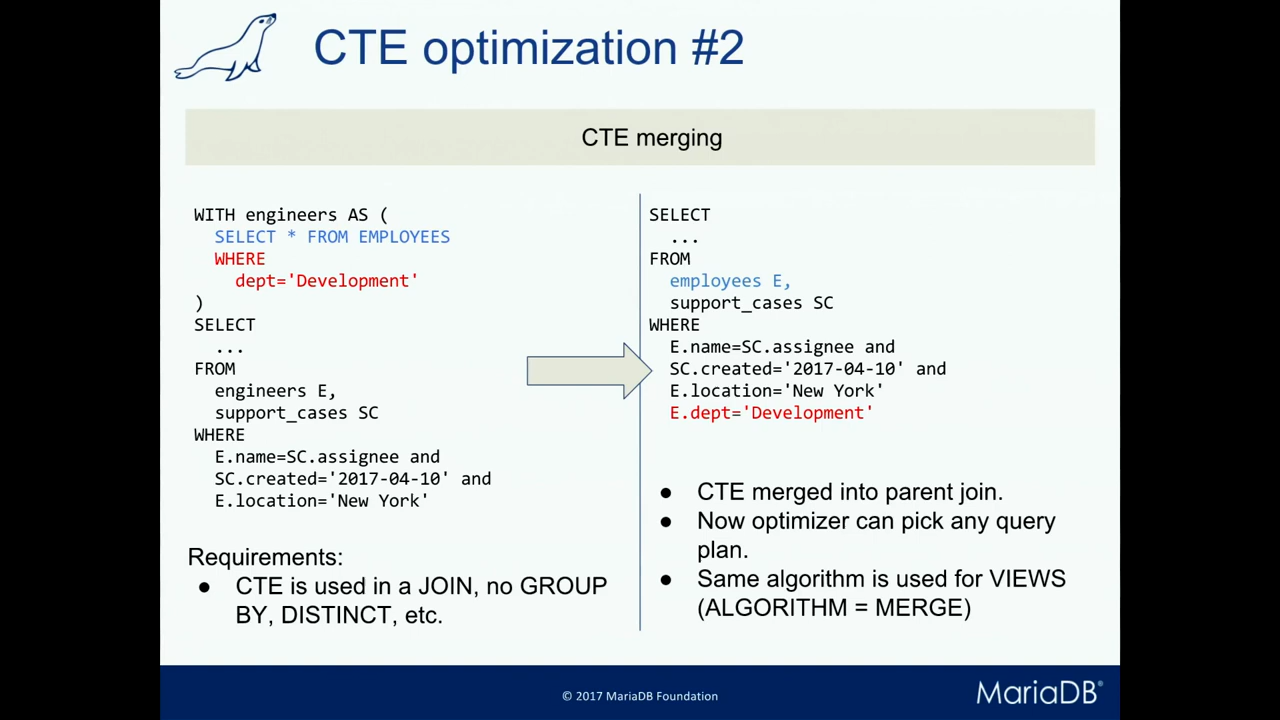 CTE optimization #2
CTE merging
WITH engineers AS (
SELECT * FROM EMPLOYEES
WHERE
dept='Development'
)
SELECT
...
FROM
engineers E,
support_cases SC
WHERE
E.name=SC.assignee and
SC.created='2017-04-10' and
E.location='New York'
Requirements:
● CTE is used in a JOIN, no GROUP
BY, DISTINCT, etc.
SELECT
...
FROM
employees E,
support_cases SC
WHERE
E.name=SC.assignee and
SC.created='2017-04-10' and
E.location='New York'
E.dept='Development'
● CTE merged into parent join.
● Now optimizer can pick any query
plan.
● Same algorithm is used for VIEWS
(ALGORITHM = MERGE)
© 2017 MariaDB Foundation
MariaDB®